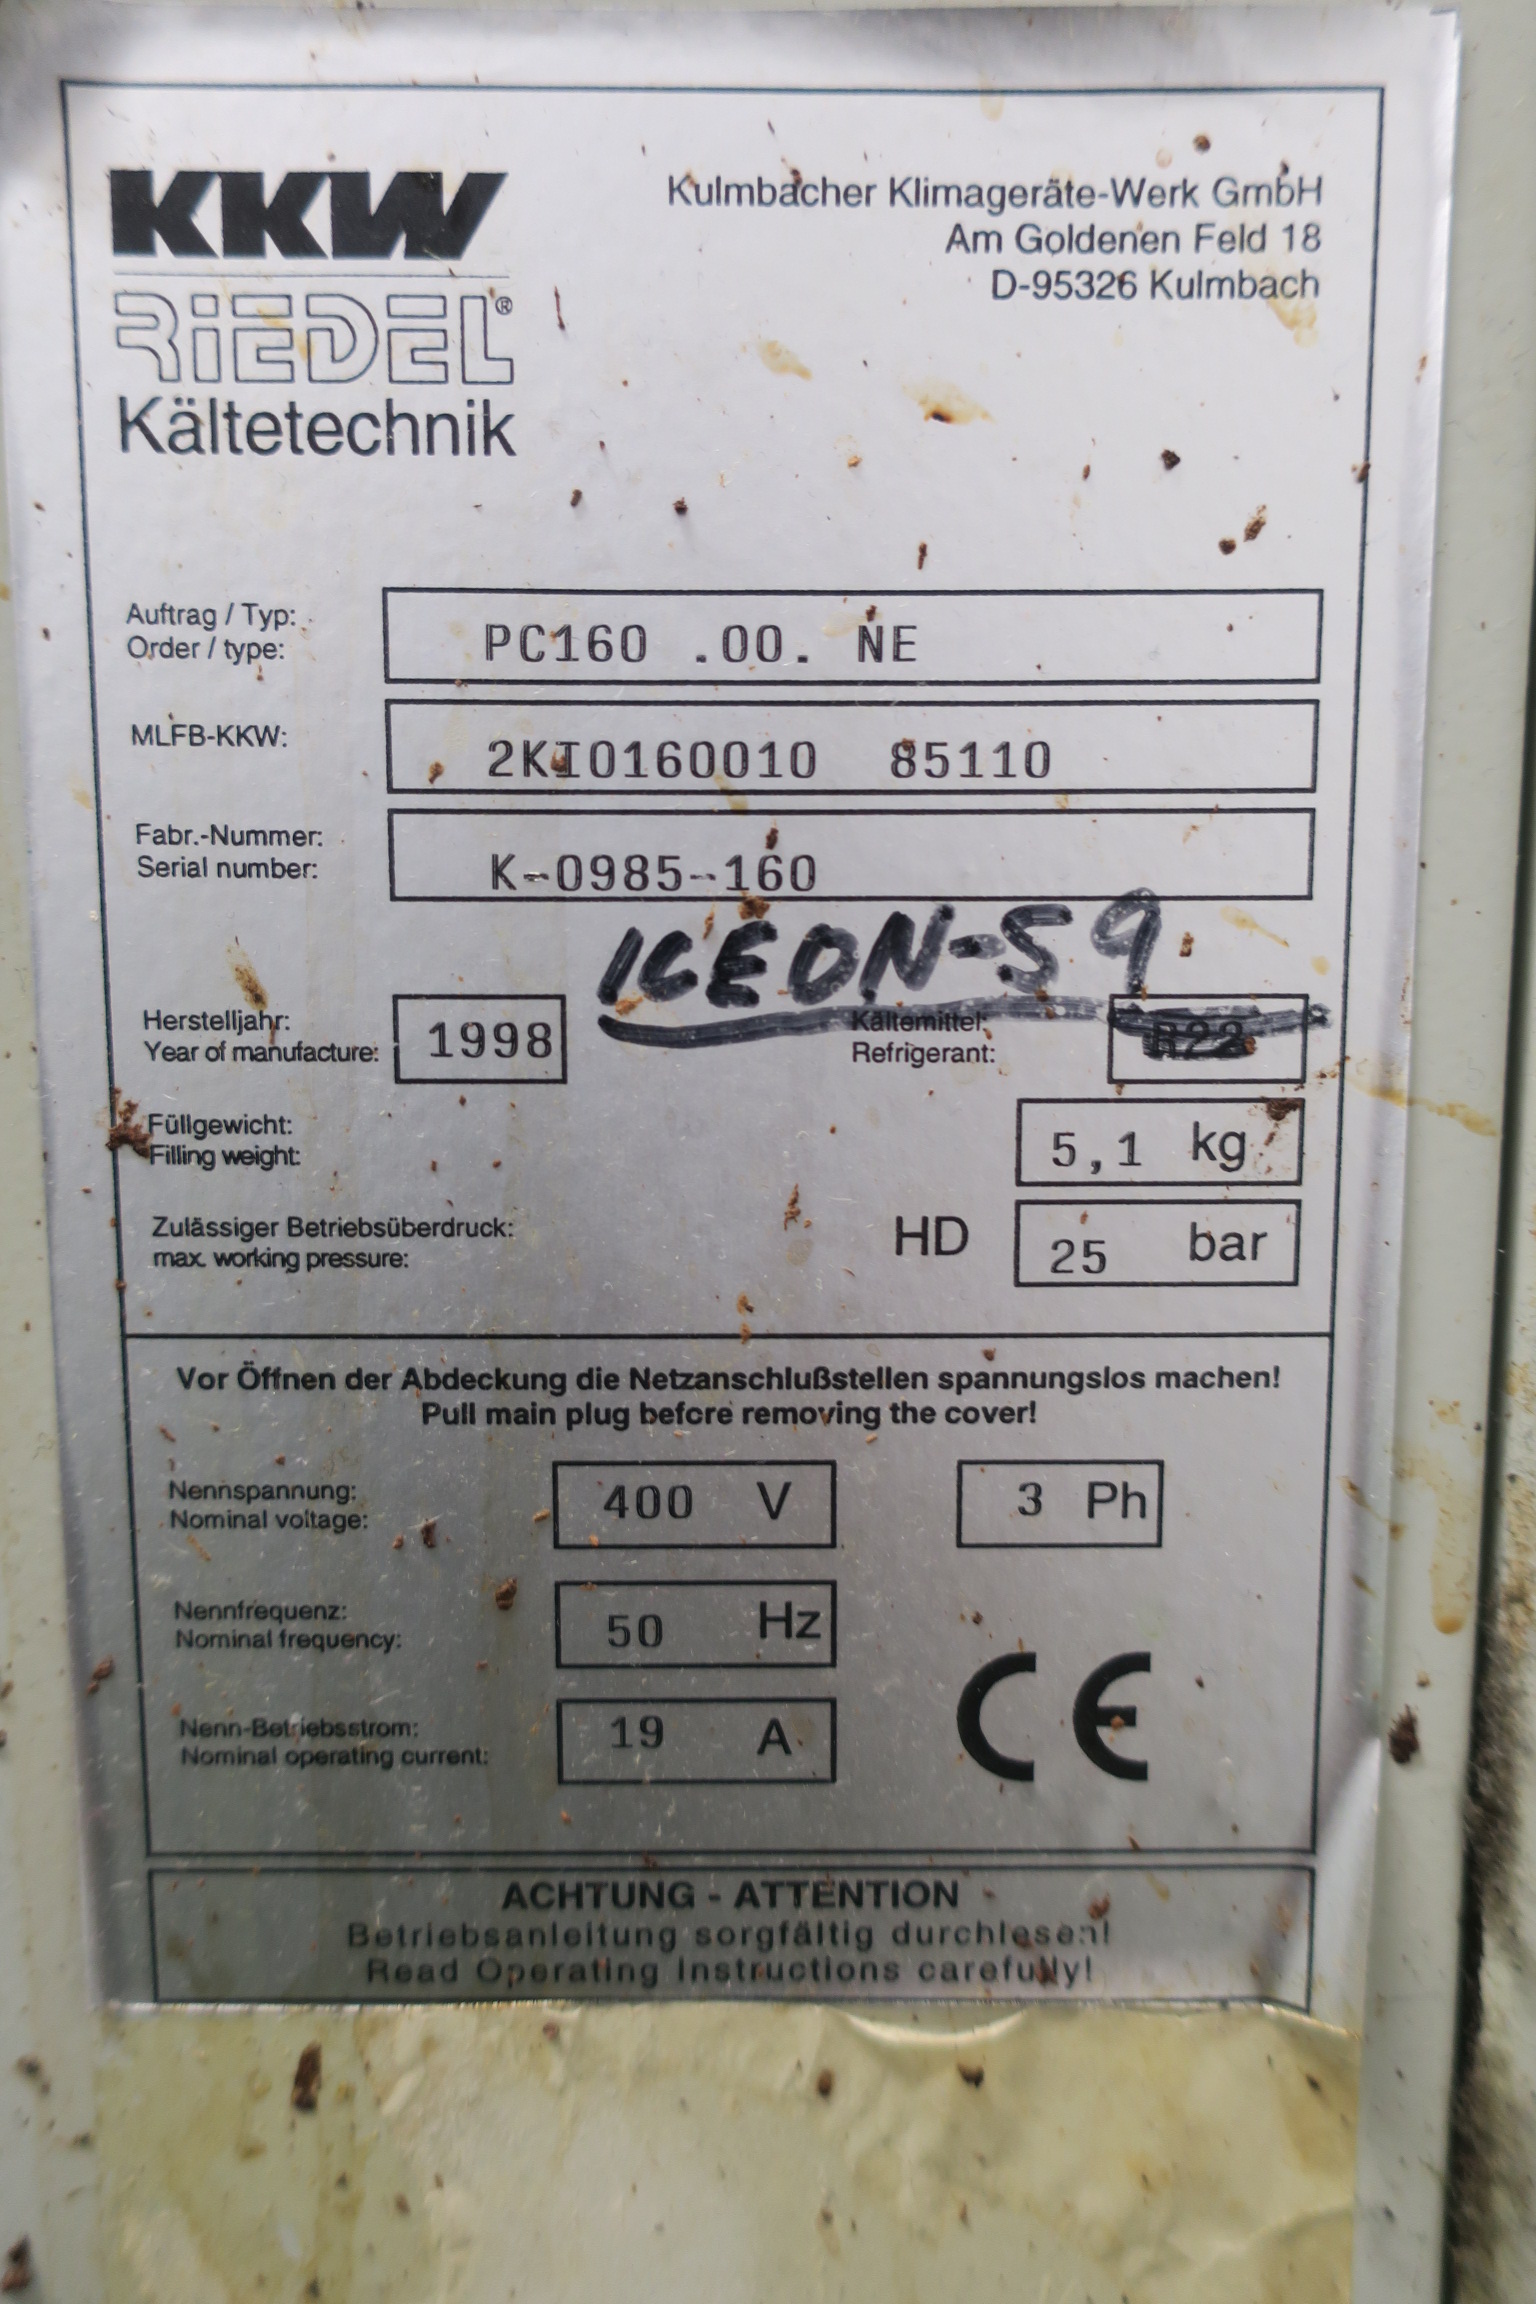 KKW
RIEDEL®
Kältetechnik
Kulmbacher Klimageräte-Werk GmbH
Am Goldenen Feld 18
D-95326 Kulmbach
Auftrag / Typ:
Order / type:
PC160 .00. NE
MLFB-KKW:
2KI0160010 85110
Fabr.-Nummer:
Serial number:
K-0985-160
ICEON-59
Herstelljahr:
Year of manufacture:
1998
Kältemittel:
Refrigerant:
R22
Füllgewicht:
Filling weight:
5,1 kg
Zulässiger Betriebsüberdruck:
max. working pressure:
HD 25 bar
Vor Öffnen der Abdeckung die Netzanschlußstellen spannungslos machen!
Pull main plug before removing the cover!
Nennspannung:
Nominal voltage:
400 V 3 Ph
Nennfrequenz:
Nominal frequency:
50 Hz
Nenn-Betriebsstrom:
Nominal operating current:
19 A
CE
ACHTUNG - ATTENTION
Betriebsanleitung sorgfältig durchlesen!
Read Operating Instructions carefully!